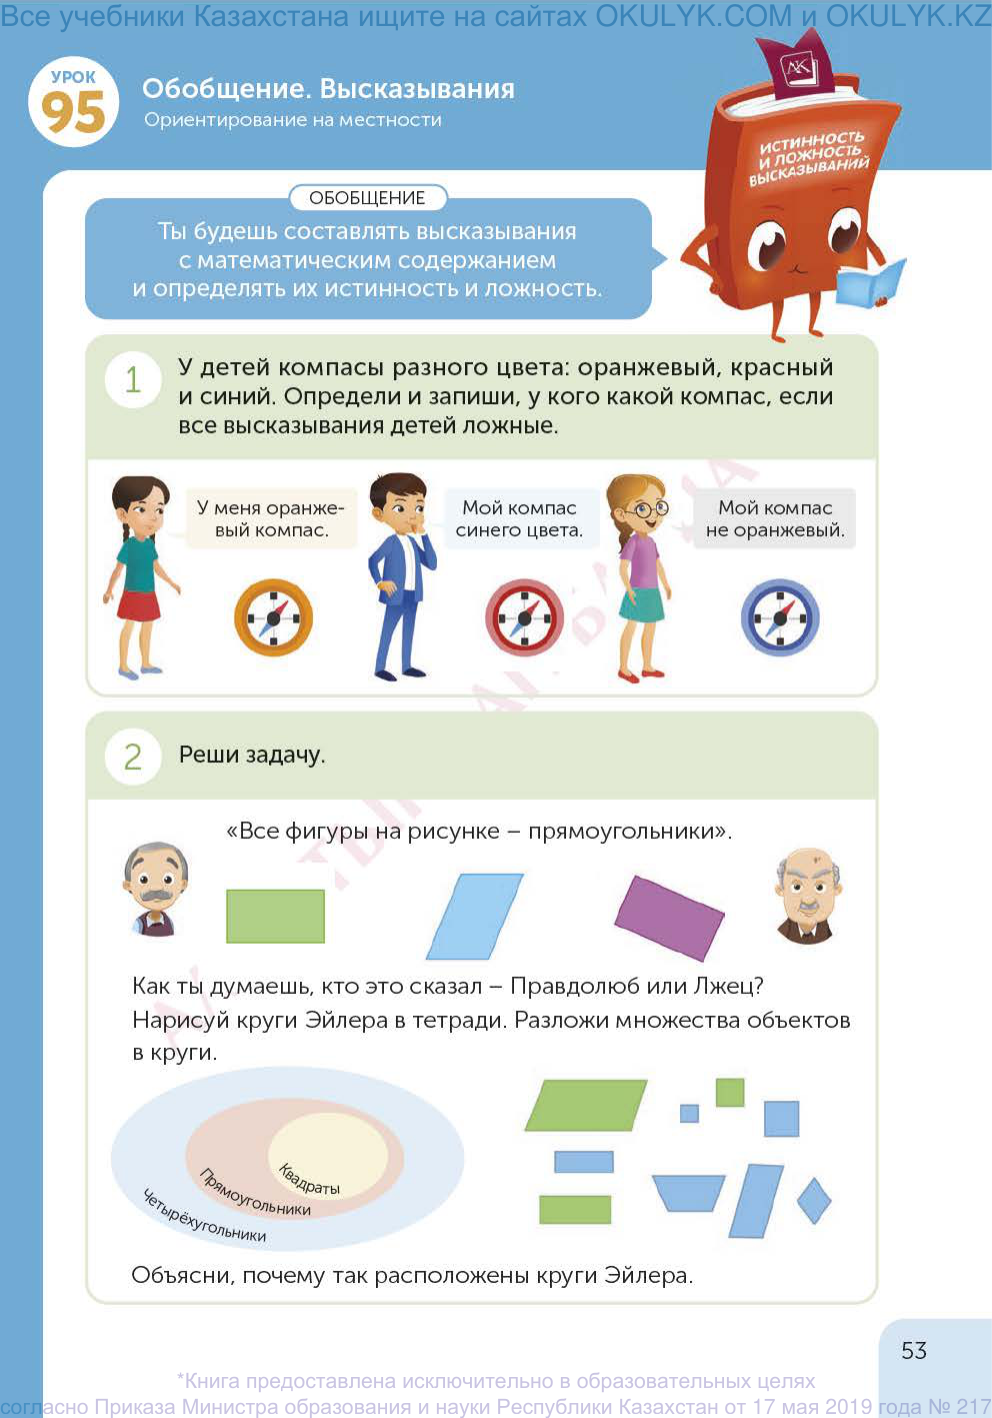 Все учебники Казахстана ищите на сайтах OKULYK.COM и OKULYK.KZ
УРОК
95
Обобщение. Высказывания
Ориентирование на местности
ИСТИННОСТЬ
И ЛОЖНОСТЬ
ВЫСКАЗЫВАНИЙ
ОБОБЩЕНИЕ
Ты будешь составлять высказывания
с математическим содержанием
и определять их истинность и ложность.
1
У детей компасы разного цвета: оранжевый, красный
и синий. Определи и запиши, у кого какой компас, если
все высказывания детей ложные.
У меня оранже-
вый компас.
Мой компас
синего цвета.
Мой компас
не оранжевый.
2
Реши задачу.
«Все фигуры на рисунке – прямоугольники».
Как ты думаешь, кто это сказал – Правдолюб или Лжец?
Нарисуй круги Эйлера в тетради. Разложи множества объектов
в круги.
Квадраты
Прямоугольники
Четырёхугольники
Объясни, почему так расположены круги Эйлера.
53
*Книга предоставлена исключительно в образовательных целях
согласно Приказа Министра образования и науки Республики Казахстан от 17 мая 2019 года № 217